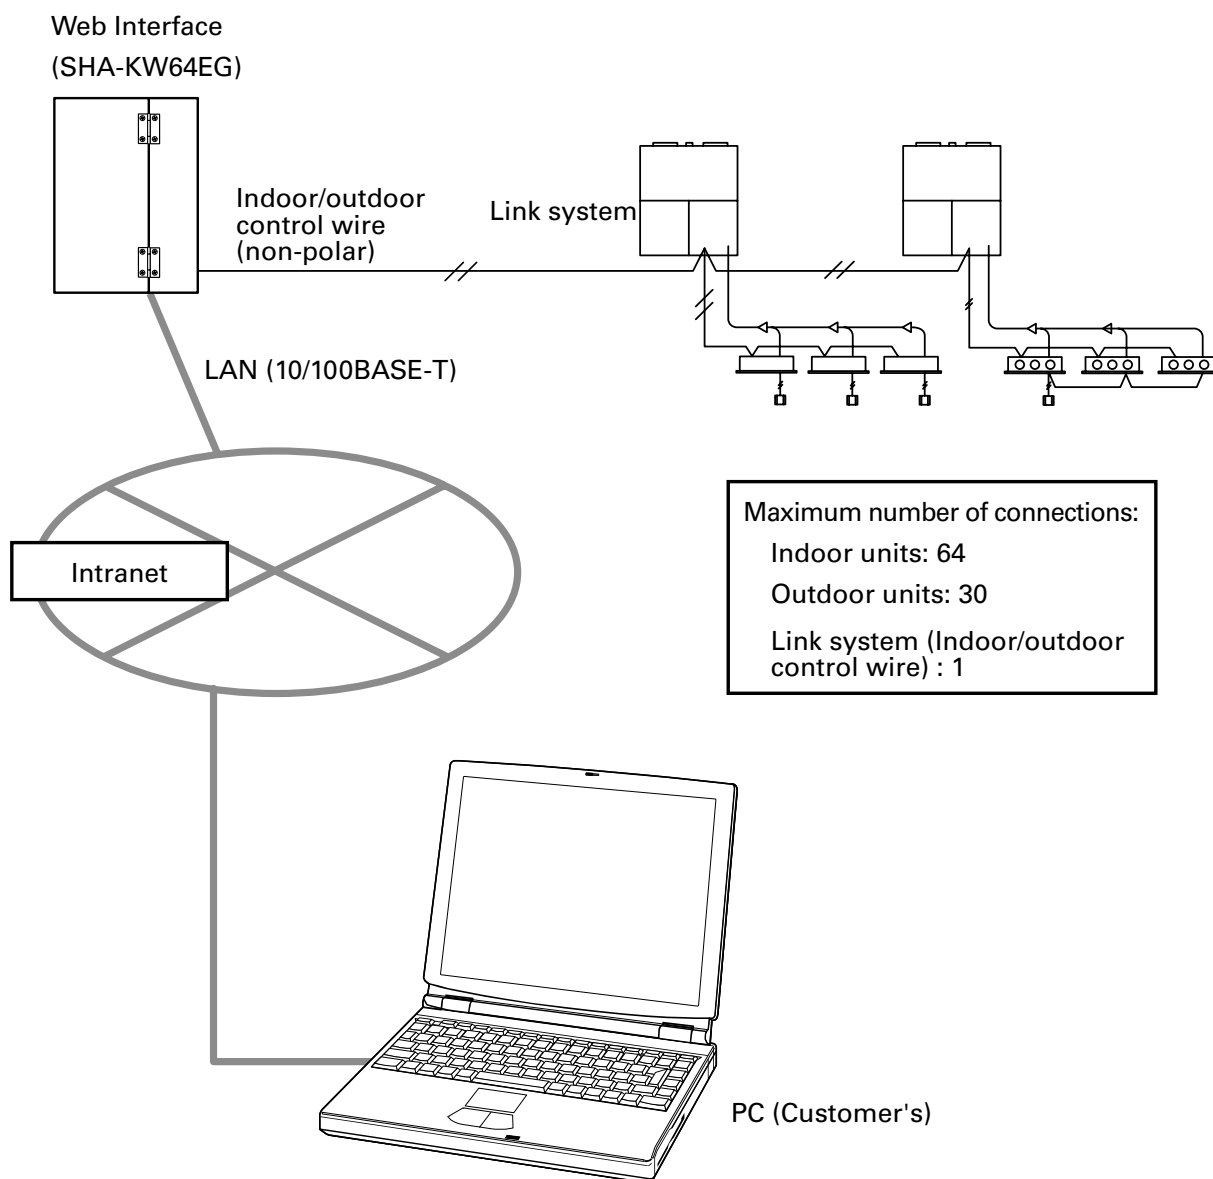 Web Interface
(SHA-KW64EG)
Indoor/outdoor
control wire
(non-polar)
Link system
LAN (10/100BASE-T)
Intranet
Maximum number of connections:
Indoor units: 64
Outdoor units: 30
Link system (Indoor/outdoor
control wire) : 1
PC (Customer's)